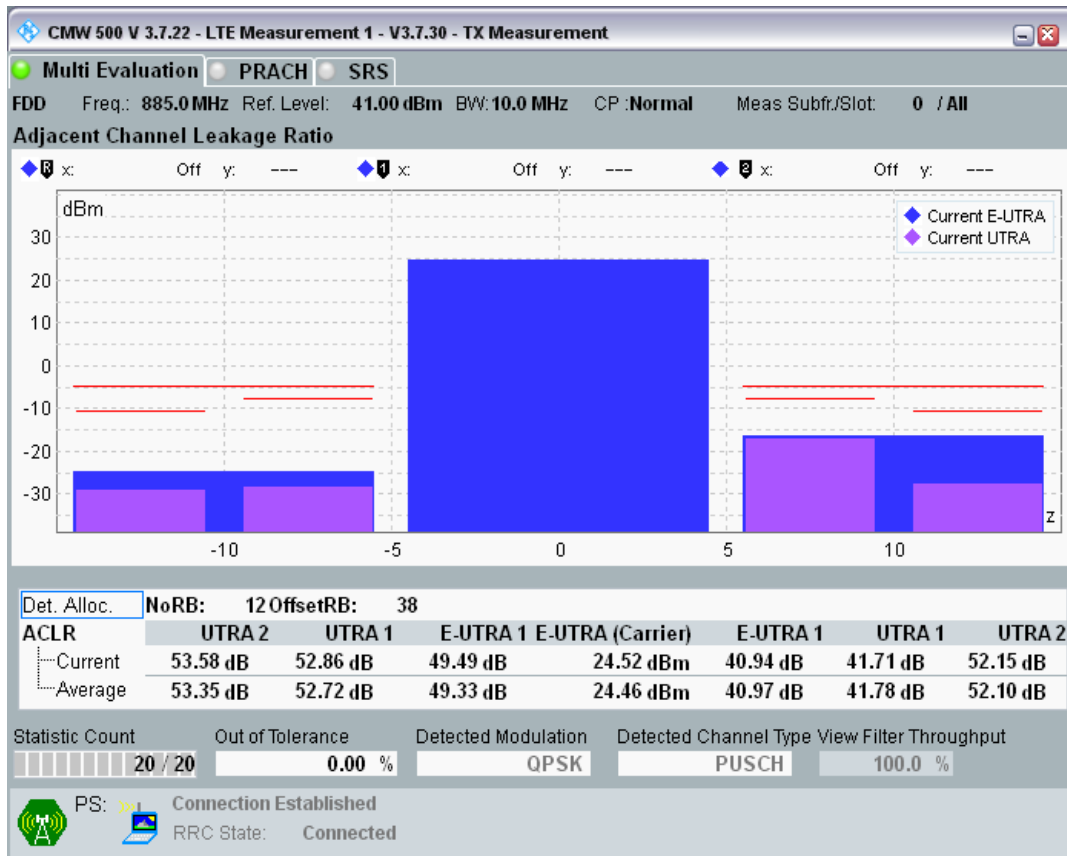 CMW 500 V 3.7.22 - LTE Measurement 1 - V3.7.30 - TX Measurement
Multi Evaluation PRACH SRS
FDD Freq.: 885.0 MHz Ref. Level: 41.00 dBm BW: 10.0 MHz CP :Normal Meas Subfr./Slot: 0 / All
Adjacent Channel Leakage Ratio
R x: Off y: --- 1 x: Off y: --- 2 x: Off y: ---
dBm
Current E-UTRA
Current UTRA
30
20
10
0
-10
-20
-30
z
-10 -5 0 5 10
Det. Alloc. NoRB: 12 OffsetRB: 38
ACLR UTRA 2 UTRA 1 E-UTRA 1 E-UTRA (Carrier) E-UTRA 1 UTRA 1 UTRA 2
Current 53.58 dB 52.86 dB 49.49 dB 24.52 dBm 40.94 dB 41.71 dB 52.15 dB
Average 53.35 dB 52.72 dB 49.33 dB 24.46 dBm 40.97 dB 41.78 dB 52.10 dB
Statistic Count Out of Tolerance Detected Modulation Detected Channel Type View Filter Throughput
20 / 20 0.00 % QPSK PUSCH 100.0 %
PS: Connection Established
RRC State: Connected